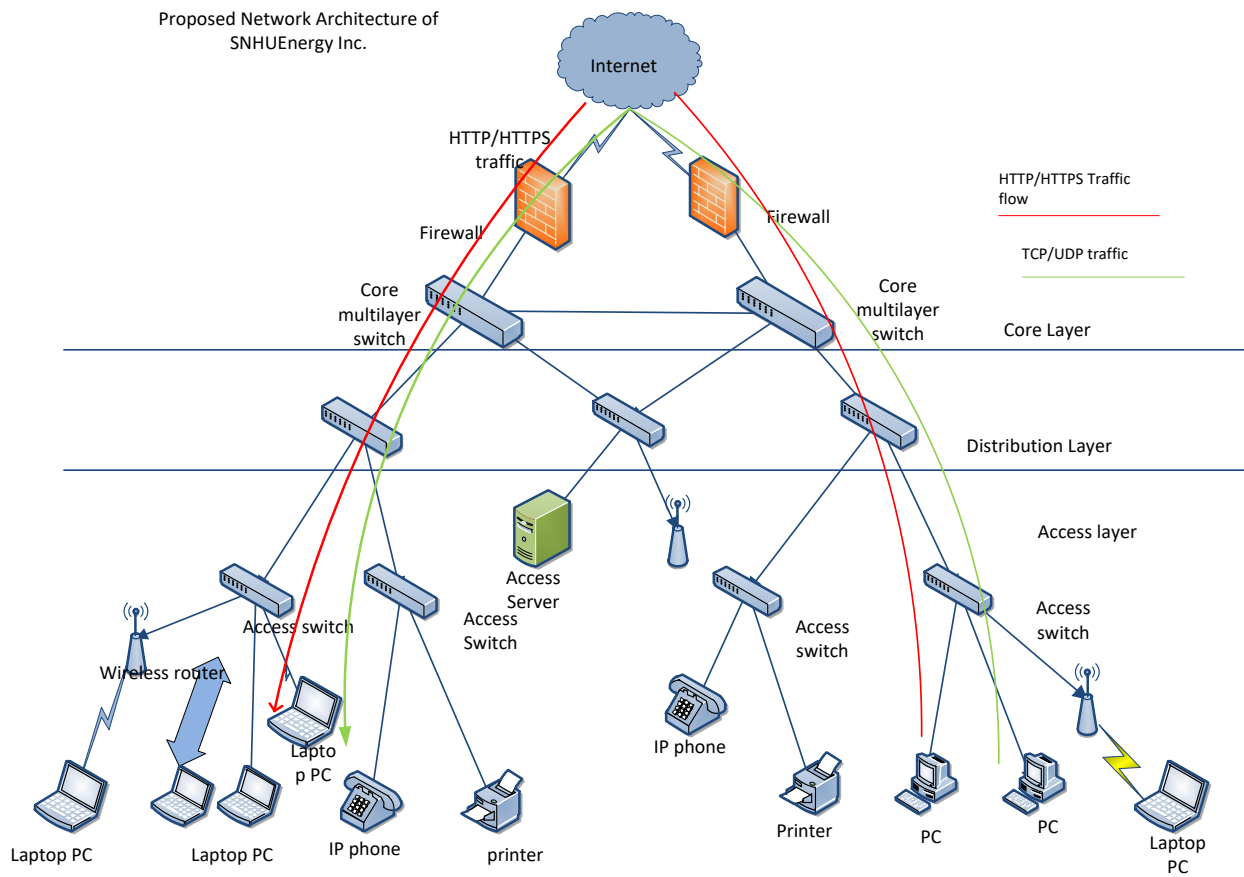 Proposed Network Architecture of
SNHUEnergy Inc.
Internet
HTTP/HTTPS
traffic
HTTP/HTTPS Traffic
flow
Firewall
Firewall
TCP/UDP traffic
Core
multilayer
switch
Core
multilayer
switch
Core Layer
Distribution Layer
Access layer
Access
Server
Access switch
Access
Switch
Access
switch
Access
switch
Wireless router
Lapto
p PC
IP phone
Laptop PC
Laptop PC
IP phone
printer
Printer
PC
PC
Laptop
PC